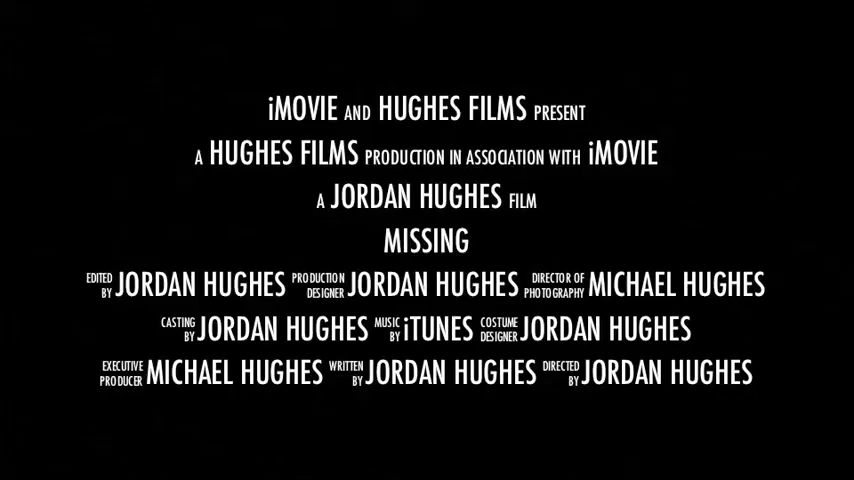 iMOVIE AND HUGHES FILMS PRESENT
A HUGHES FILMS PRODUCTION IN ASSOCIATION WITH iMOVIE
A JORDAN HUGHES FILM
MISSING
EDITED BY JORDAN HUGHES PRODUCTION DESIGNER JORDAN HUGHES DIRECTOR OF PHOTOGRAPHY MICHAEL HUGHES
CASTING BY JORDAN HUGHES MUSIC BY iTUNES COSTUME DESIGNER JORDAN HUGHES
EXECUTIVE PRODUCER MICHAEL HUGHES WRITTEN BY JORDAN HUGHES DIRECTED BY JORDAN HUGHES